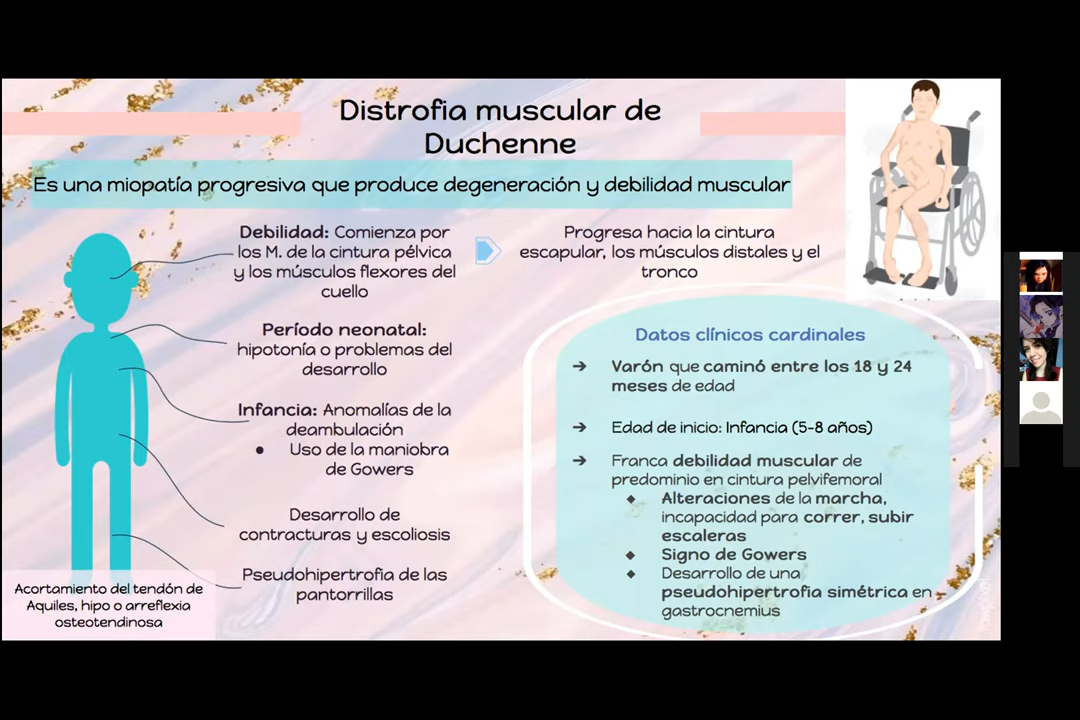 Distrofia muscular de
Duchenne
Es una miopatía progresiva que produce degeneración y debilidad muscular
Debilidad: Comienza por
los M. de la cintura pélvica
y los músculos flexores del
cuello
Progresa hacia la cintura
escapular, los músculos distales y el
tronco
Período neonatal:
hipotonía o problemas del
desarrollo
Infancia: Anomalías de la
deambulación
● Uso de la maniobra
de Gowers
Desarrollo de
contracturas y escoliosis
Pseudohipertrofia de las
pantorrillas
Acortamiento del tendón de
Aquiles, hipo o arreflexia
osteotendinosa
Datos clínicos cardinales
➔ Varón que caminó entre los 18 y 24
meses de edad
➔ Edad de inicio: Infancia (5-8 años)
➔ Franca debilidad muscular de
predominio en cintura pelvifemoral
◆ Alteraciones de la marcha,
incapacidad para correr, subir
escaleras
◆ Signo de Gowers
◆ Desarrollo de una
pseudohipertrofia simétrica en
gastrocnemius